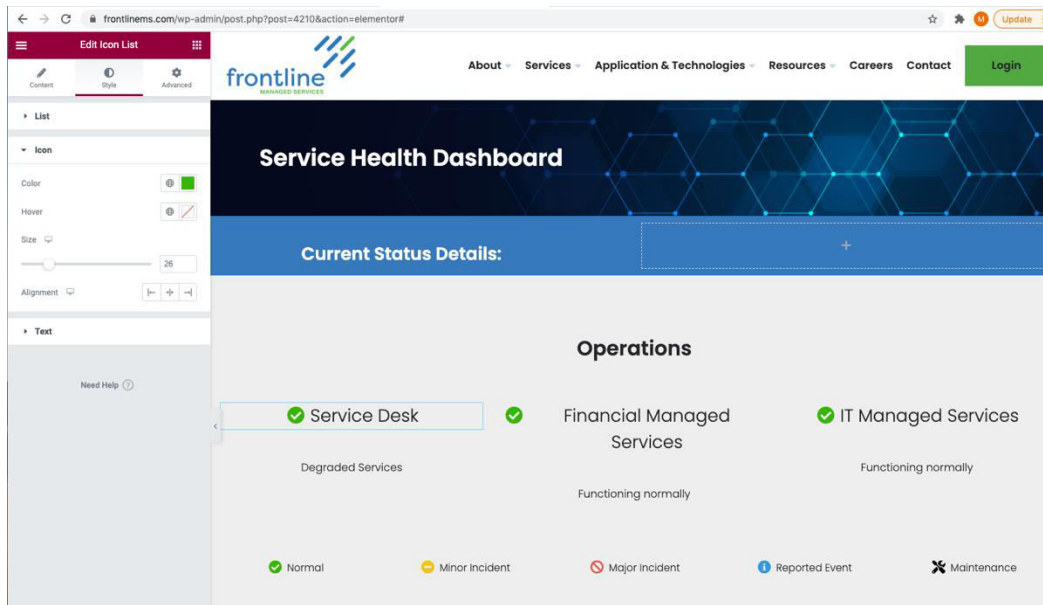 frontlinems.com/wp-admin/post.php?post=4210&action=elementor#
M
Update
Edit Icon List
Content
Style
Advanced
List
Icon
Color
Hover
Size
26
Alignment
Text
Need Help ?
frontline
MANAGED SERVICES
About
Services
Application & Technologies
Resources
Careers
Contact
Login
Service Health Dashboard
Current Status Details:
Operations
Service Desk
Degraded Services
Financial Managed
Services
Functioning normally
IT Managed Services
Functioning normally
Normal
Minor Incident
Major Incident
Reported Event
Maintenance